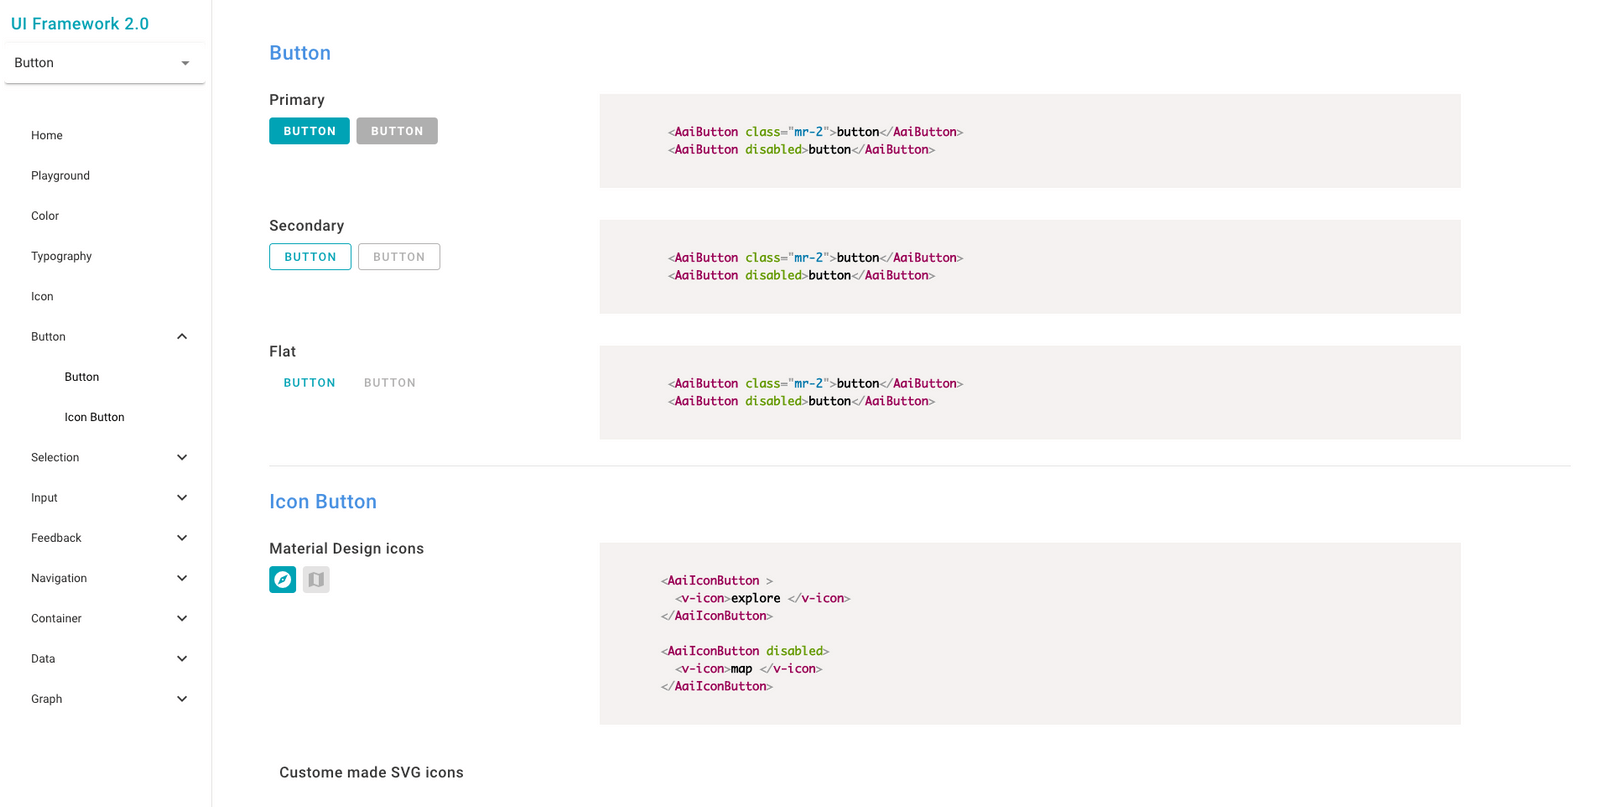 UI Framework 2.0
Button
Home
Playground
Color
Typography
Icon
Button
Button
Icon Button
Selection
Input
Feedback
Navigation
Container
Data
Graph
Button
Primary
BUTTON BUTTON
<AaiButton class="mr-2">button</AaiButton>
<AaiButton disabled>button</AaiButton>
Secondary
BUTTON BUTTON
<AaiButton class="mr-2">button</AaiButton>
<AaiButton disabled>button</AaiButton>
Flat
BUTTON BUTTON
<AaiButton class="mr-2">button</AaiButton>
<AaiButton disabled>button</AaiButton>
Icon Button
Material Design icons
<AaiIconButton >
<v-icon>explore </v-icon>
</AaiIconButton>
<AaiIconButton disabled>
<v-icon>map </v-icon>
</AaiIconButton>
Custome made SVG icons